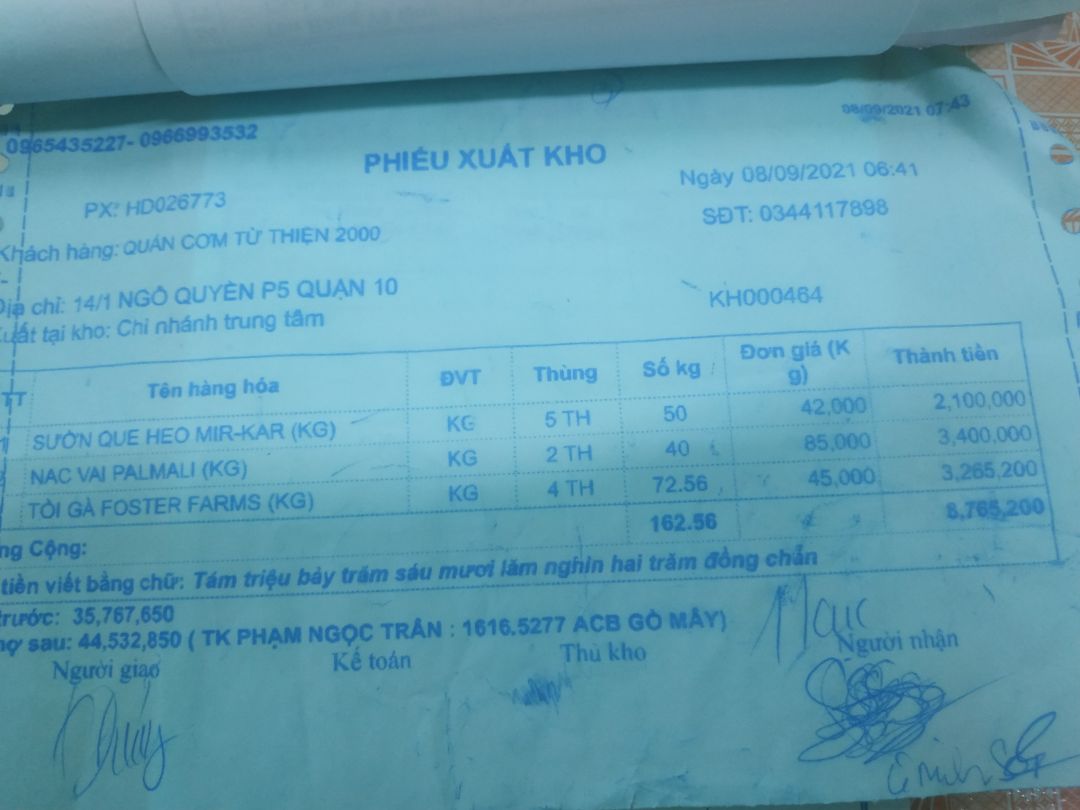 08/09/2021 07:43
0965435227- 0966993532
PHIẾU XUẤT KHO
Ngày 08/09/2021 06:41
PX: HD026773
SĐT: 0344117898
Khách hàng: QUÁN CƠM TỪ THIỆN 2000
Địa chỉ: 14/1 NGÔ QUYỀN P5 QUẬN 10
KH000464
Xuất tại kho: Chi nhánh trung tâm
TT Tên hàng hóa ĐVT Thùng Số kg Đơn giá (K g) Thành tiền
1 SƯỜN QUE HEO MIR-KAR (KG) KG 5 TH 50 42,000 2,100,000
NẠC VAI PALMALI (KG) KG 2 TH 40 85,000 3,400,000
TỎI GÀ FOSTER FARMS (KG) KG 4 TH 72.56 45,000 3,265,200
ng Cộng: 162.56 8,765,200
tiền viết bằng chữ: Tám triệu bảy trăm sáu mươi lăm nghìn hai trăm đồng chẵn
trước: 35,767,650
nợ sau: 44,532,850 ( TK PHẠM NGỌC TRÂN : 1616.5277 ACB GÒ MÂY)
Người giao Kế toán Thủ kho Người nhận